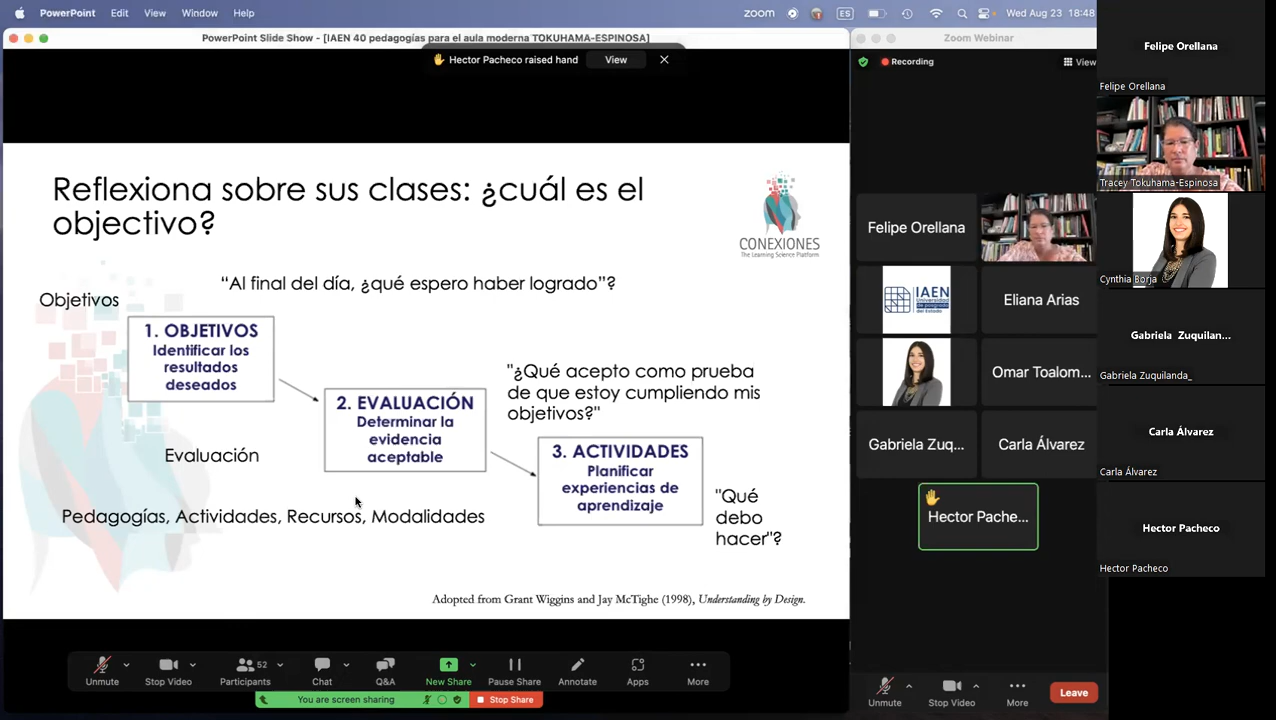 PowerPoint File Edit View Window Help
zoom
ES
Wed Aug 23 18:48
PowerPoint Slide Show - [IAEN 40 pedagogías para el aula moderna TOKUHAMA-ESPINOSA]
Hector Pacheco raised hand
View
Reflexiona sobre sus clases: ¿cuál es el
objectivo?
CONEXIONES
The Learning Science Platform
“Al final del día, ¿qué espero haber logrado”?
Objetivos
1. OBJETIVOS
Identificar los
resultados
deseados
"¿Qué acepto como prueba
de que estoy cumpliendo mis
objetivos?"
2. EVALUACIÓN
Determinar la
evidencia
aceptable
Evaluación
3. ACTIVIDADES
Planificar
experiencias de
aprendizaje
"Qué
debo
hacer"?
Pedagogías, Actividades, Recursos, Modalidades
Adopted from Grant Wiggins and Jay McTighe (1998), Understanding by Design.
52
Unmute
Stop Video
Participants
Chat
Q&A
New Share
Pause Share
Annotate
Apps
More
You are screen sharing
Stop Share
Zoom Webinar
Recording
View
Felipe Orellana
IAEN
Universidad
de posgrado
del Estado
Eliana Arias
Omar Toalom...
Gabriela Zuq...
Carla Álvarez
Hector Pache...
Unmute
Stop Video
More
Leave
Felipe Orellana
Felipe Orellana
Tracey Tokuhama-Espinosa
Cynthia Borja
Gabriela Zuquilan...
Gabriela Zuquilanda_
Carla Álvarez
Carla Álvarez
Hector Pacheco
Hector Pacheco